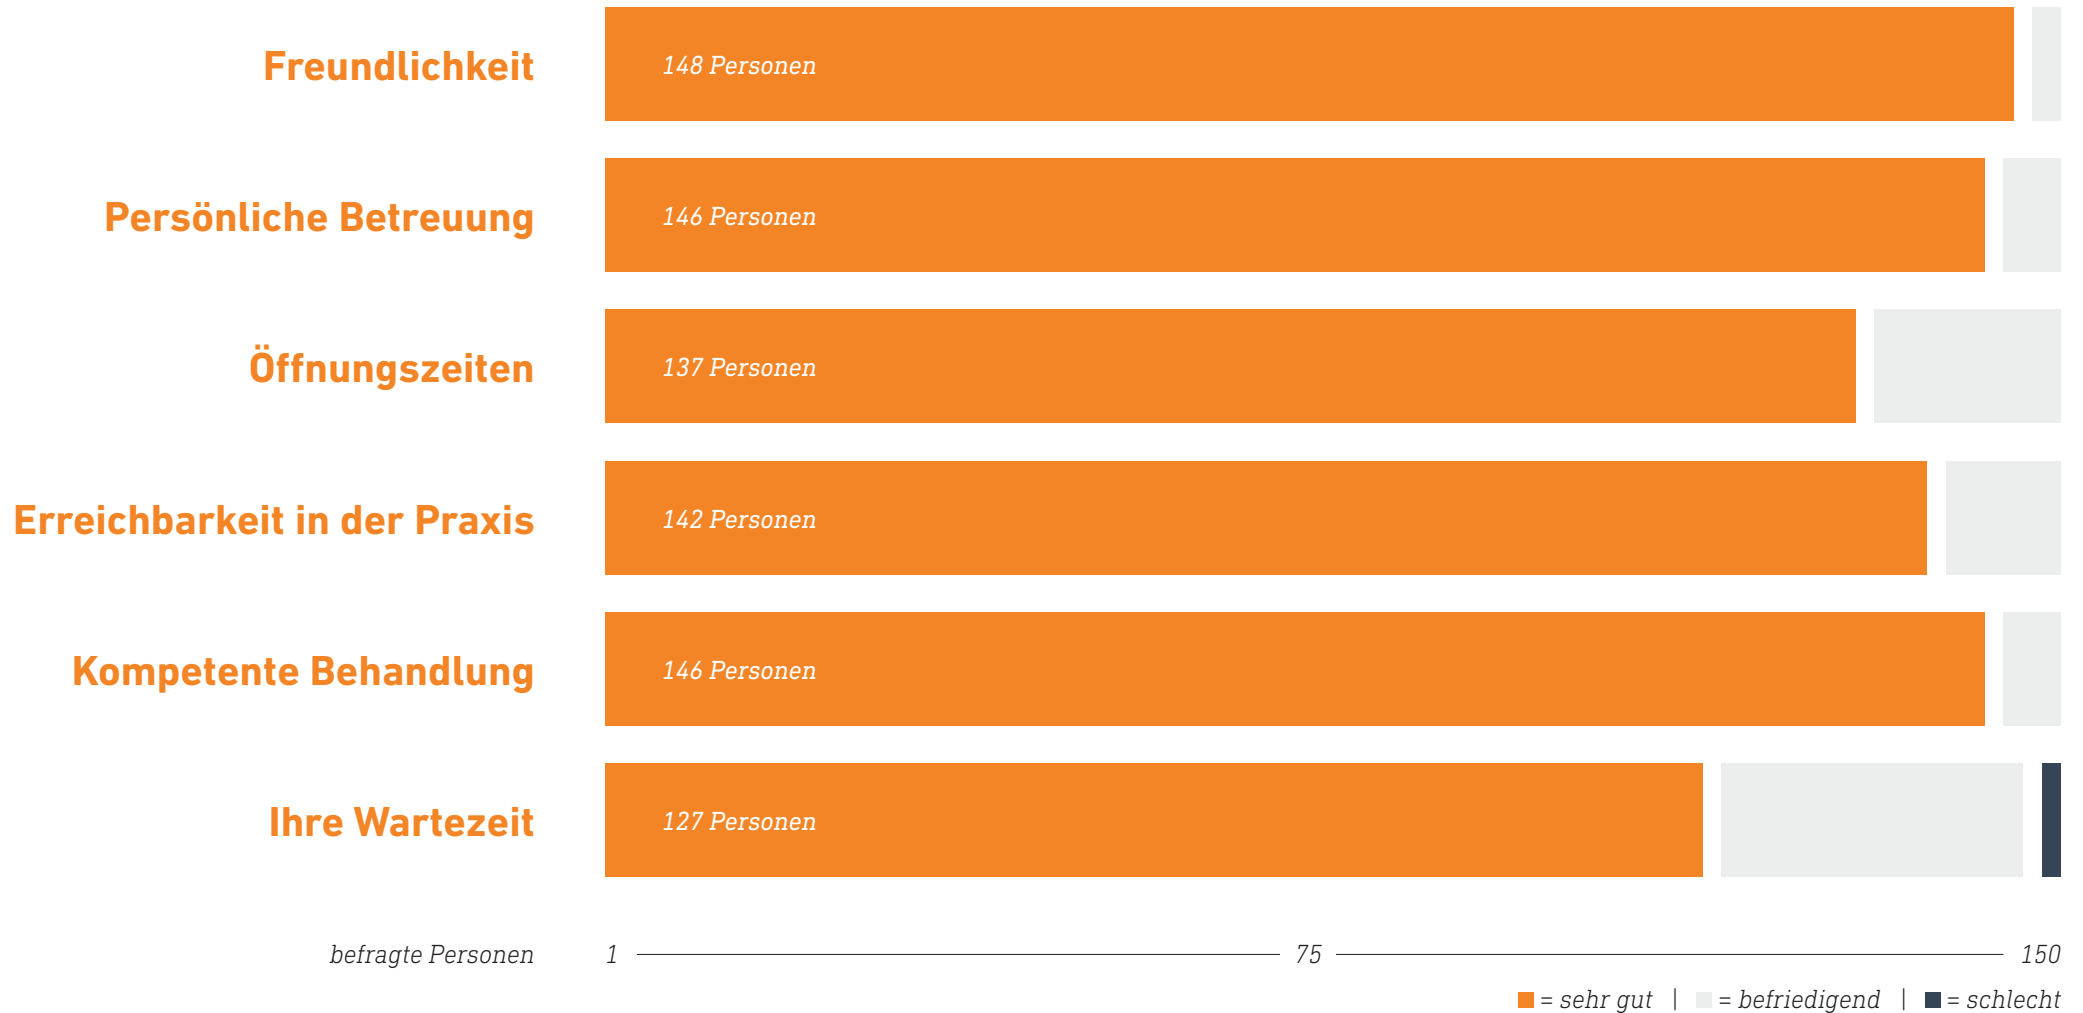 Freundlichkeit
148 Personen
Persönliche Betreuung
146 Personen
Öffnungszeiten
137 Personen
Erreichbarkeit in der Praxis
142 Personen
Kompetente Behandlung
146 Personen
Ihre Wartezeit
127 Personen
befragte Personen 1 75 150
= sehr gut | = befriedigend | = schlecht